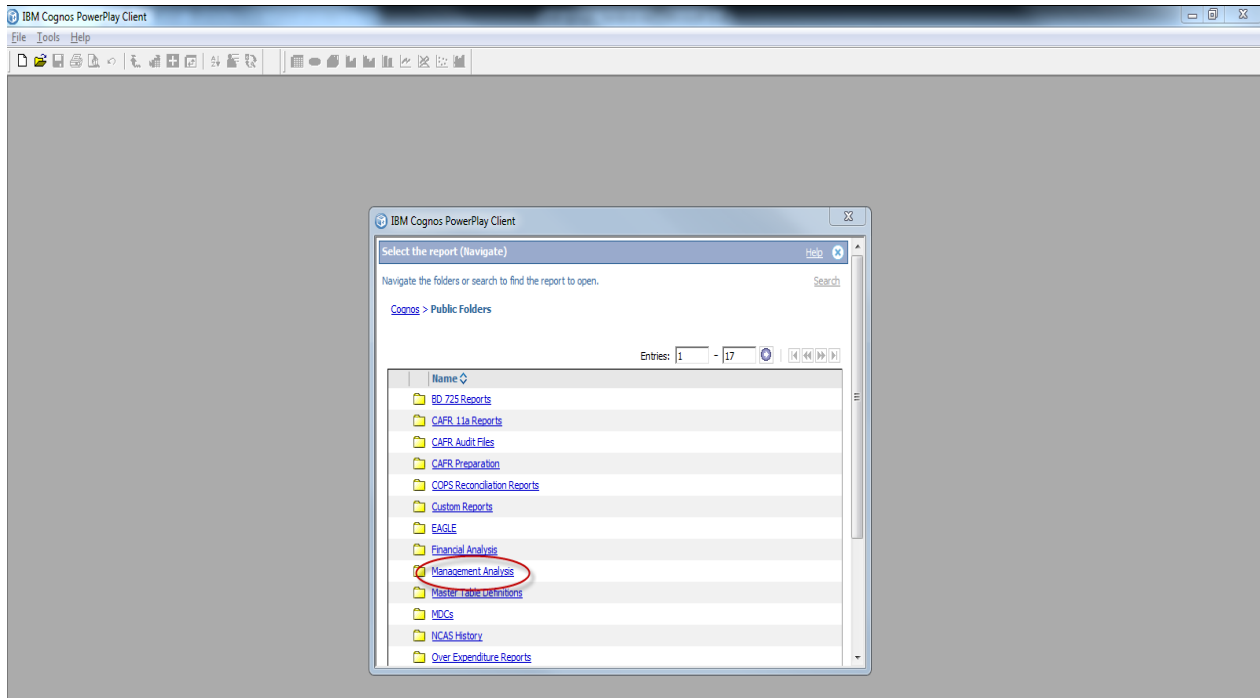 IBM Cognos PowerPlay Client
File Tools Help
IBM Cognos PowerPlay Client
Select the report (Navigate) Help
Navigate the folders or search to find the report to open. Search
Cognos > Public Folders
Entries: 1 - 17
Name
BD 725 Reports
CAFR 11a Reports
CAFR Audit Files
CAFR Preparation
COPS Reconciliation Reports
Custom Reports
EAGLE
Financial Analysis
Management Analysis
Master Table Definitions
MDCs
NCAS History
Over Expenditure Reports